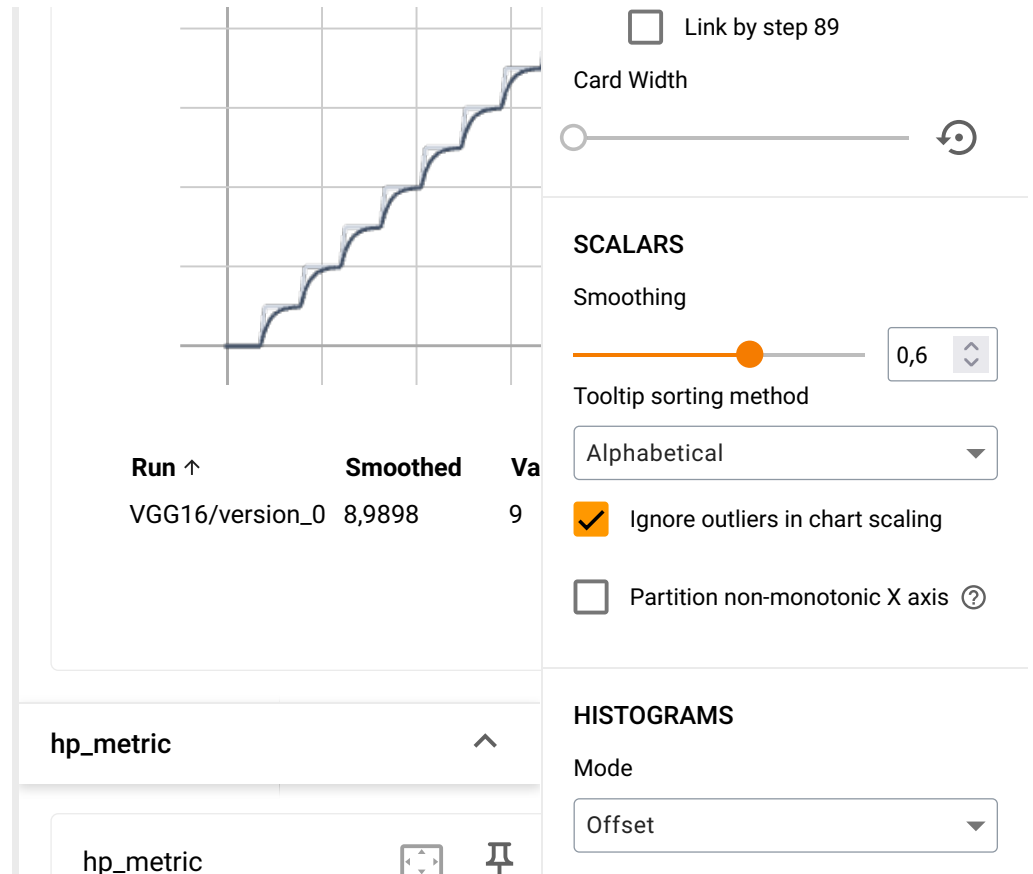 Link by step 89
Card Width
SCALARS
Smoothing
0,6
Tooltip sorting method
Alphabetical
Ignore outliers in chart scaling
Partition non-monotonic X axis
HISTOGRAMS
Mode
Offset
Run ↑ Smoothed Va
VGG16/version_0 8,9898 9
hp_metric
hp_metric